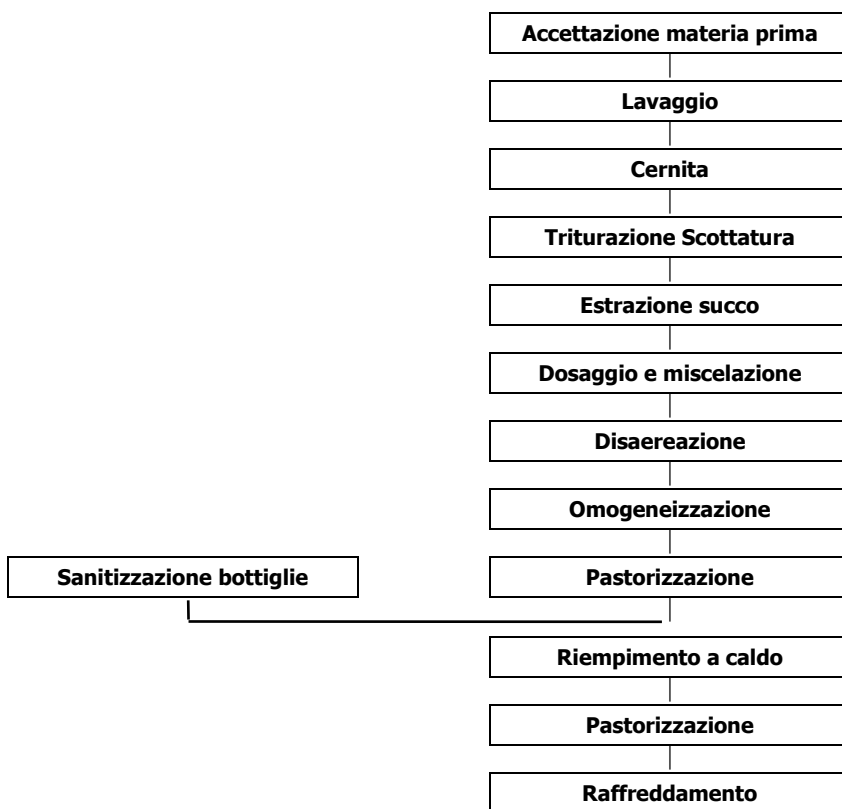 Accettazione materia prima
Lavaggio
Cernita
Triturazione Scottatura
Estrazione succo
Dosaggio e miscelazione
Disaereazione
Omogeneizzazione
Sanitizzazione bottiglie
Pastorizzazione
Riempimento a caldo
Pastorizzazione
Raffreddamento